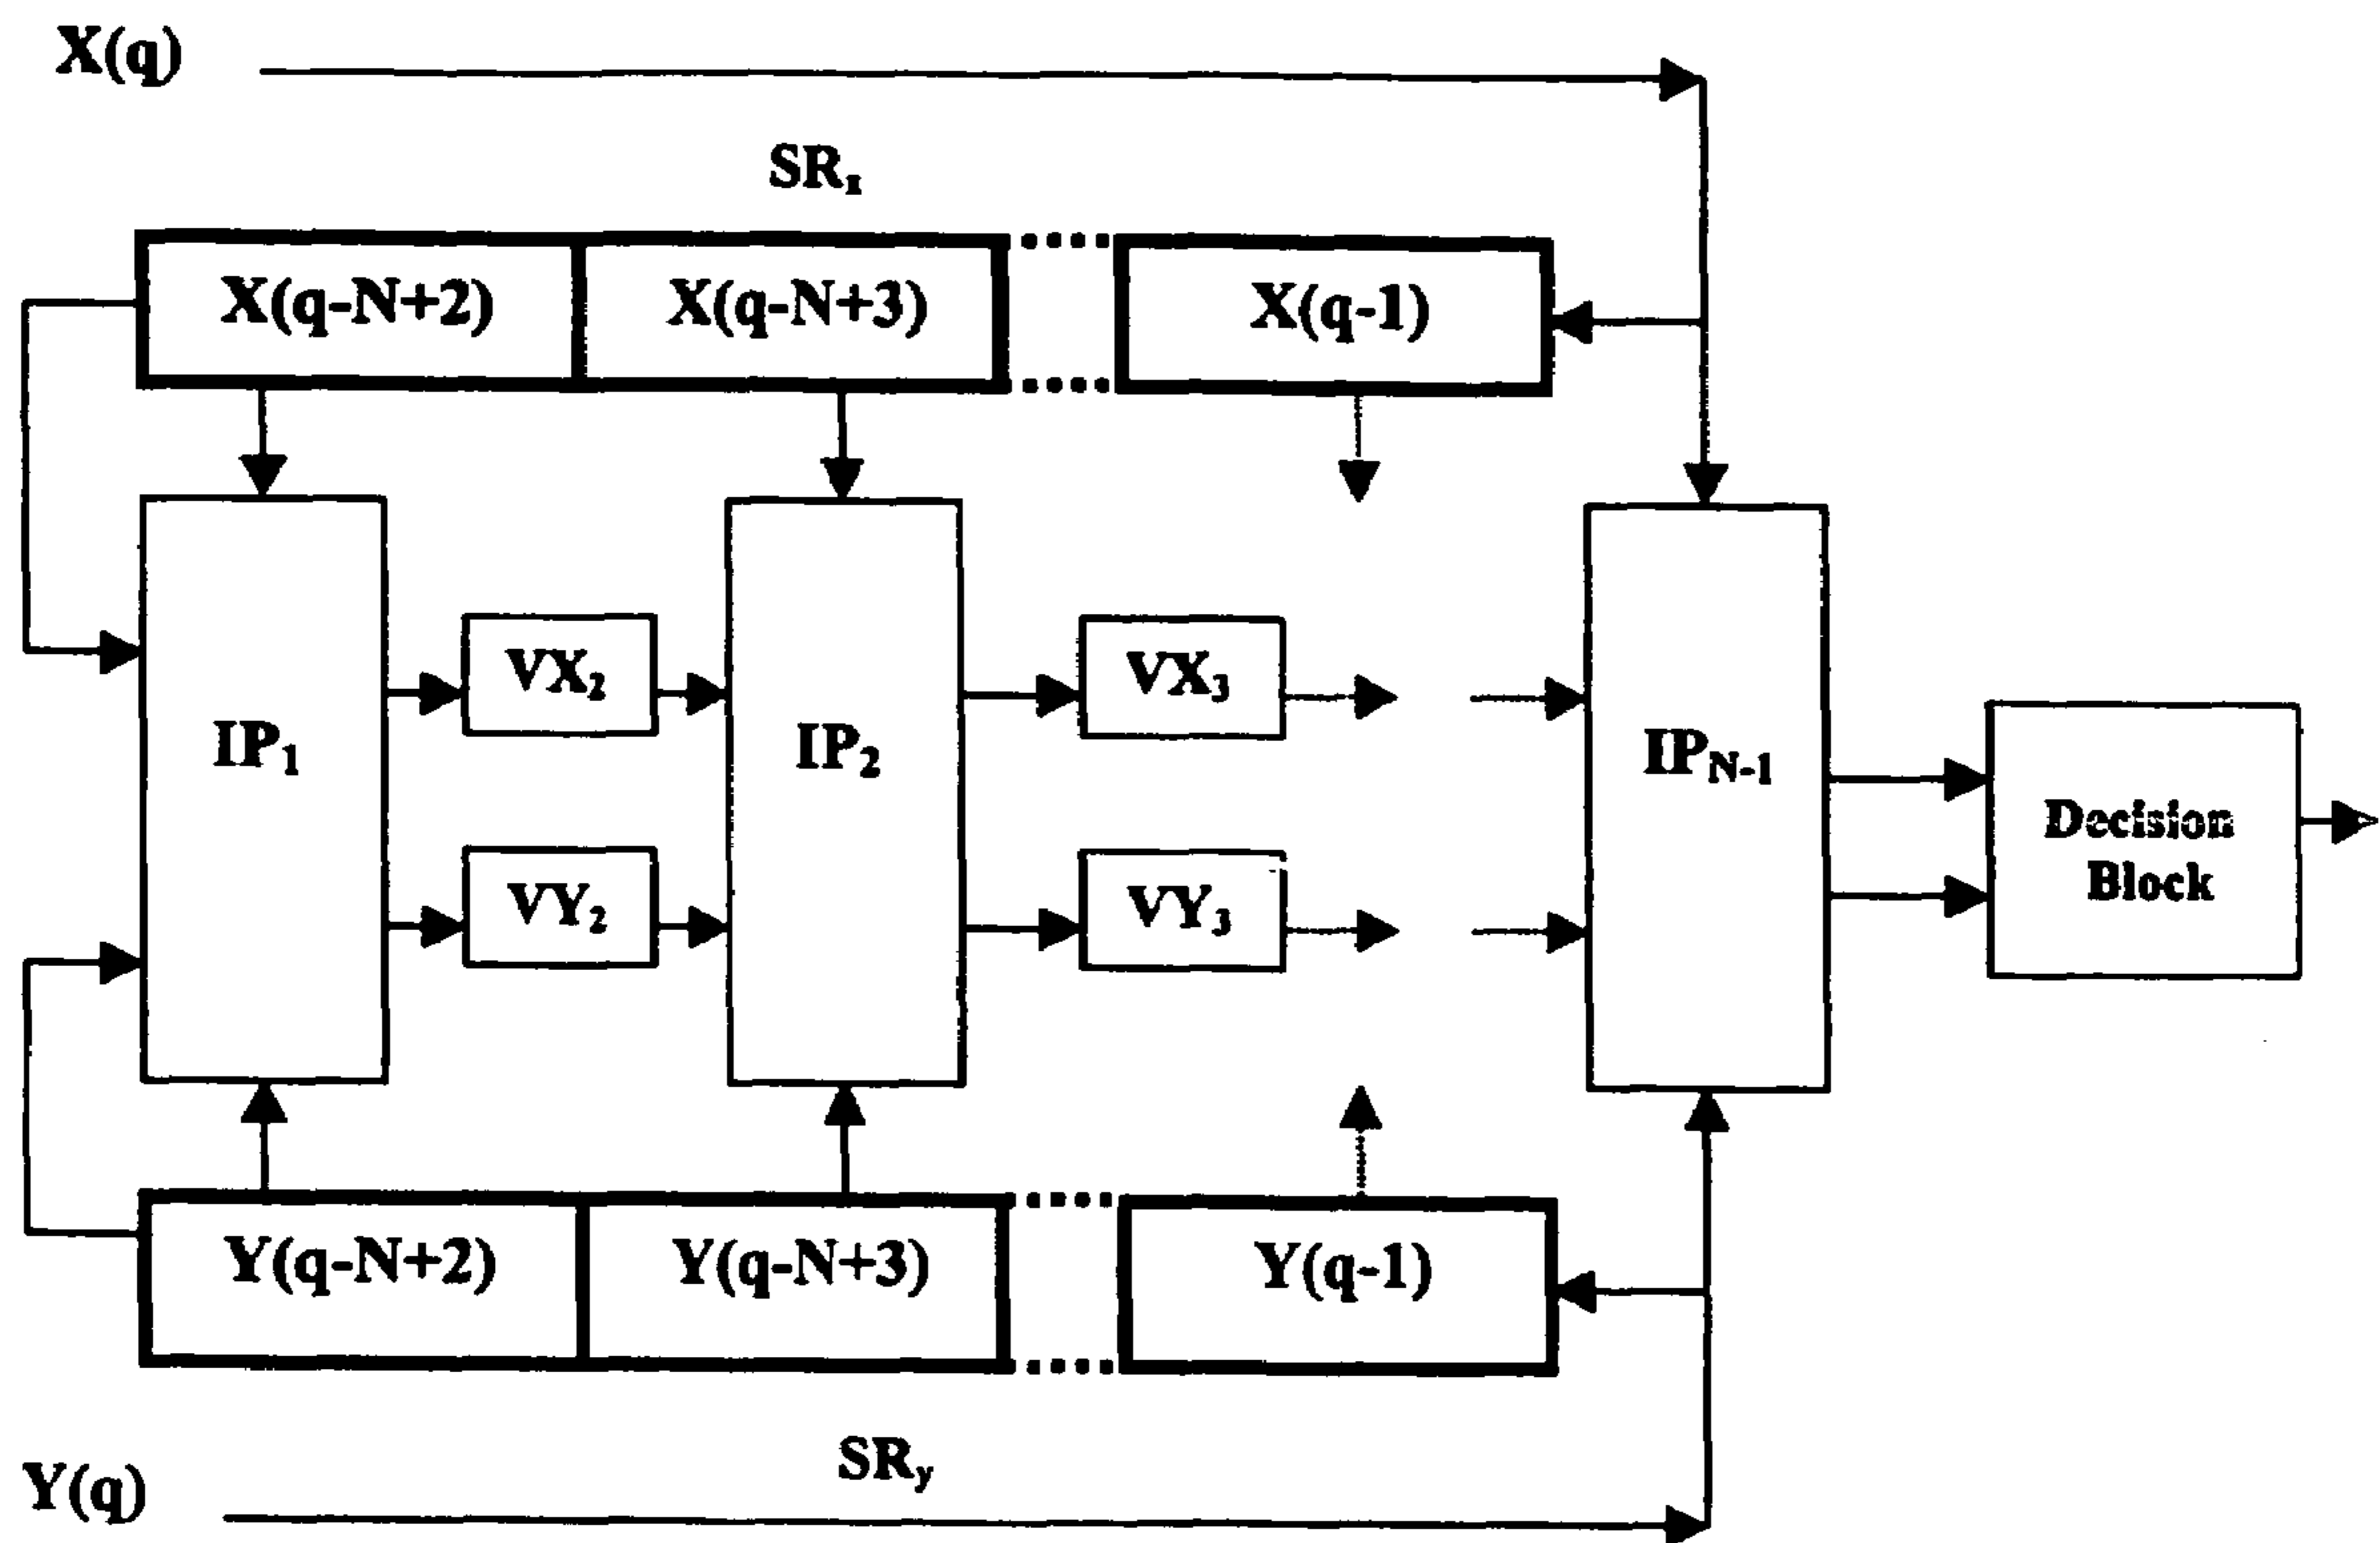 X(q)
SRx
X(q-N+2)
X(q-N+3)
X(q-1)
IP1
VX2
IP2
VX3
IPN-1
VY2
VY3
Decision
Block
Y(q-N+2)
Y(q-N+3)
Y(q-1)
SRy
Y(q)